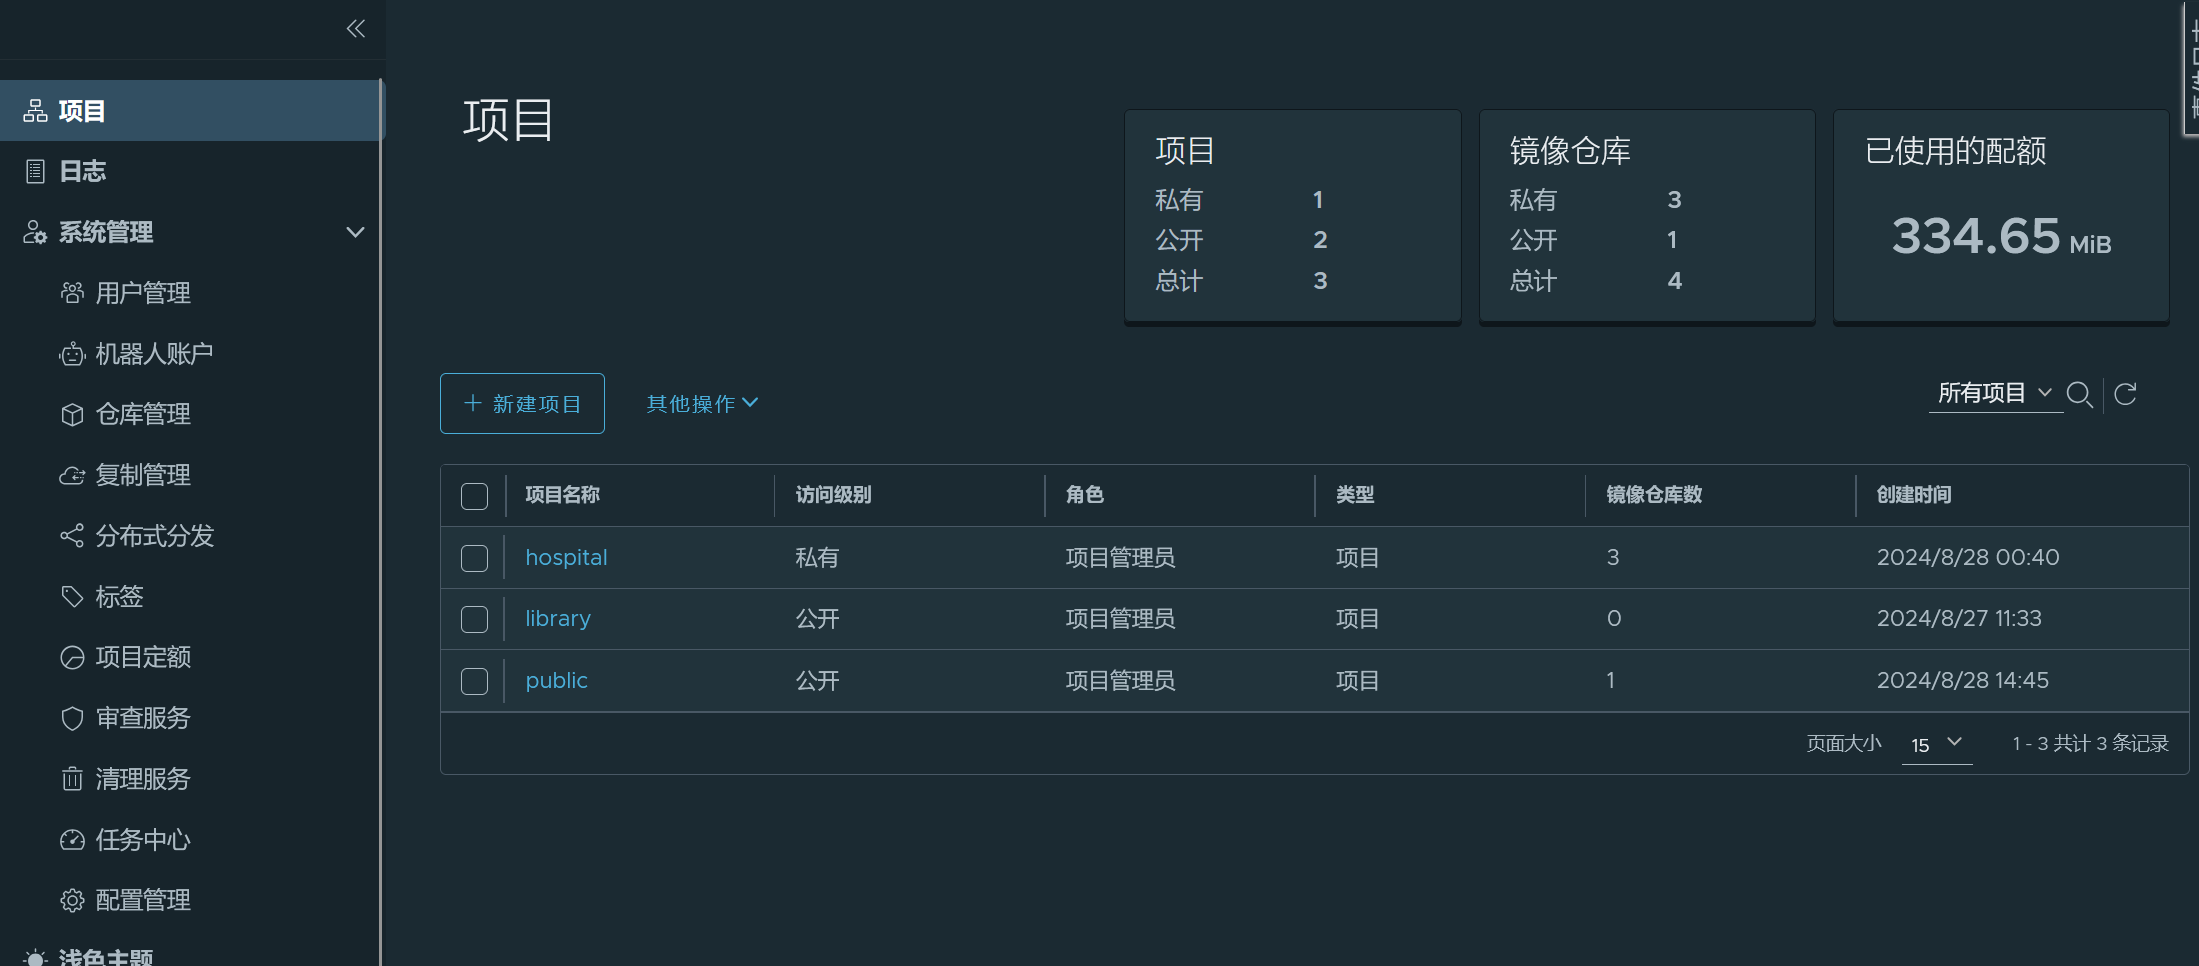 项目
日志
系统管理
用户管理
机器人账户
仓库管理
复制管理
分布式分发
标签
项目定额
审查服务
清理服务
任务中心
配置管理
浅色主题
项目
项目
私有 1
公开 2
总计 3
镜像仓库
私有 3
公开 1
总计 4
已使用的配额
334.65 MiB
新建项目 其他操作 所有项目
项目名称 访问级别 角色 类型 镜像仓库数 创建时间
hospital 私有 项目管理员 项目 3 2024/8/28 00:40
library 公开 项目管理员 项目 0 2024/8/27 11:33
public 公开 项目管理员 项目 1 2024/8/28 14:45
页面大小 15 1 - 3 共计 3 条记录